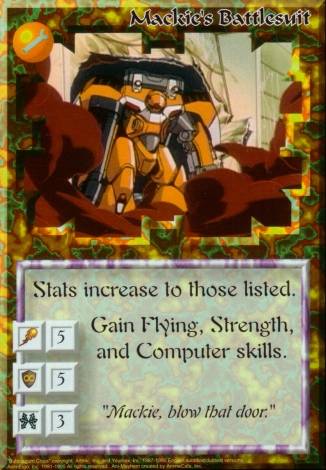 Mackie's Battlesuit
Stats increase to those listed.
Gain Flying, Strength,
and Computer skills.
5
5
3
"Mackie, blow that door."